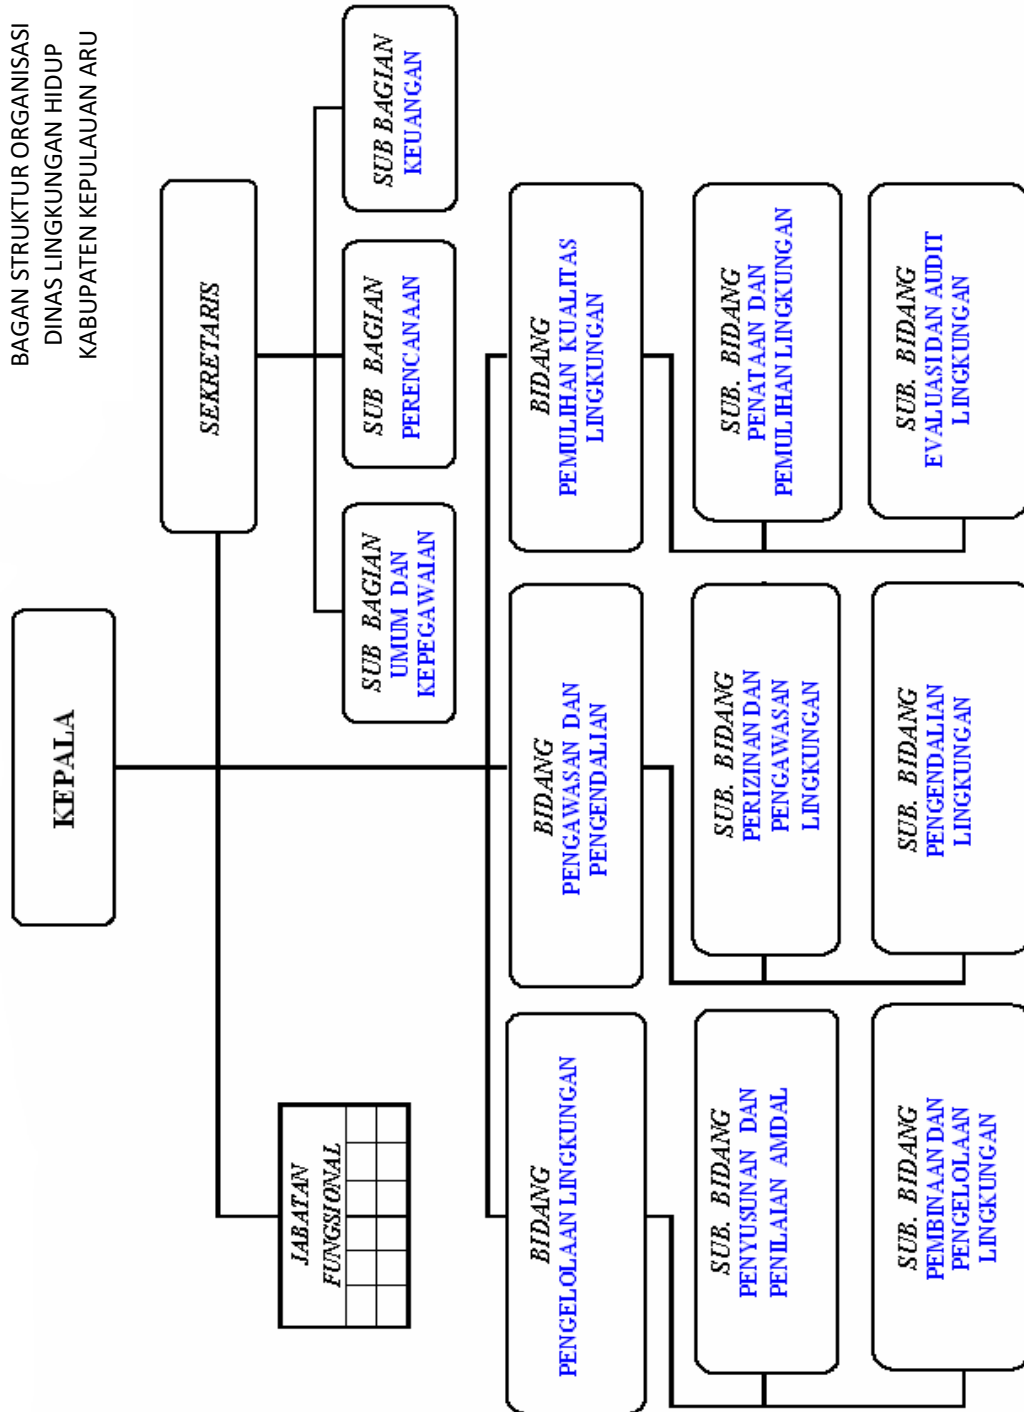 BAGAN STRUKTUR ORGANISASI
DINAS LINGKUNGAN HIDUP
KABUPATEN KEPULAUAN ARU
KEPALA
SEKRETARIS
JABATAN
FUNGSIONAL
SUB BAGIAN
UMUM DAN
KEPEGAWAIAN
SUB BAGIAN
PERENCANAAN
SUB BAGIAN
KEUANGAN
BIDANG
PENGELOLAAN LINGKUNGAN
BIDANG
PENGAWASAN DAN
PENGENDALIAN
BIDANG
PEMULIHAN KUALITAS
LINGKUNGAN
SUB. BIDANG
PENYUSUNAN DAN
PENILAIAN AMDAL
SUB. BIDANG
PERIZINAN DAN
PENGAWASAN
LINGKUNGAN
SUB. BIDANG
PENATAAN DAN
PEMULIHAN LINGKUNGAN
SUB. BIDANG
PEMBINAAN DAN
PENGELOLAAN
LINGKUNGAN
SUB. BIDANG
PENGENDALIAN
LINGKUNGAN
SUB. BIDANG
EVALUASI DAN AUDIT
LINGKUNGAN